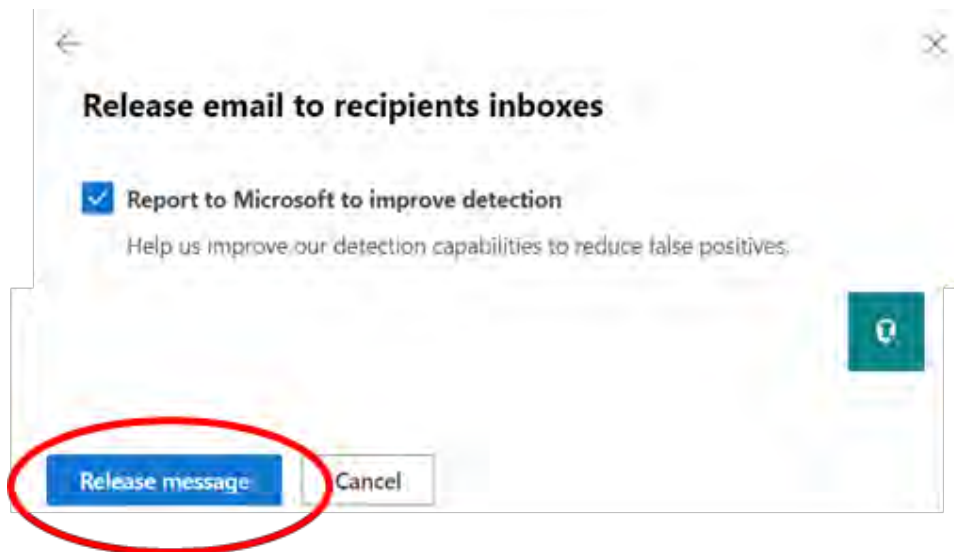 Release email to recipients inboxes
Report to Microsoft to improve detection
Help us improve our detection capabilities to reduce false positives.
Release message Cancel